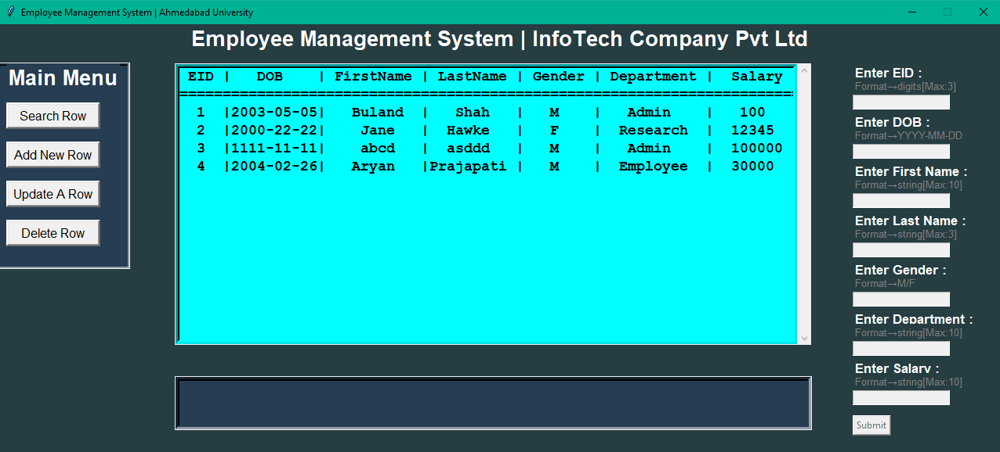 Employee Management System | Ahmedabad University
Employee Management System | InfoTech Company Pvt Ltd
Main Menu
Search Row
Add New Row
Update A Row
Delete Row
EID | DOB | FirstName | LastName | Gender | Department | Salary
=======================================================================
1 |2003-05-05| Buland | Shah | M | Admin | 100
2 |2000-22-22| Jane | Hawke | F | Research | 12345
3 |1111-11-11| abcd | asddd | M | Admin | 100000
4 |2004-02-26| Aryan |Prajapati | M | Employee | 30000
Enter EID :
Format→digits[Max:3]
Enter DOB :
Format→YYYY-MM-DD
Enter First Name :
Format→string[Max:10]
Enter Last Name :
Format→string[Max:3]
Enter Gender :
Format→M/F
Enter Department :
Format→string[Max:10]
Enter Salary :
Format→string[Max:10]
Submit